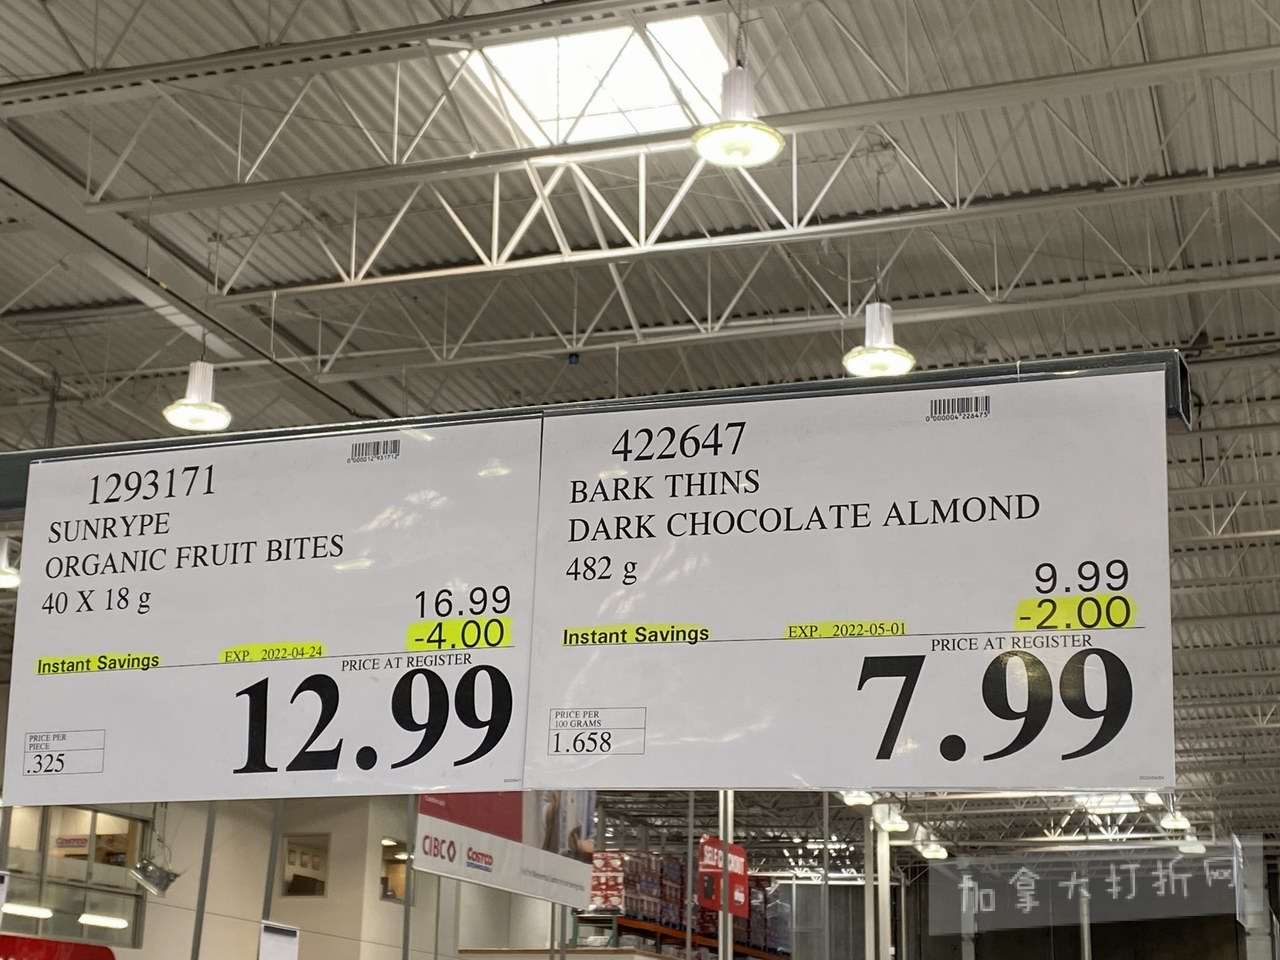 1293171
SUNRYPE
ORGANIC FRUIT BITES
40 X 18 g
16.99
-4.00
Instant Savings
EXP. 2022-04-24
PRICE AT REGISTER
12.99
PRICE PER
PIECE
.325
422647
BARK THINS
DARK CHOCOLATE ALMOND
482 g
9.99
-2.00
Instant Savings
EXP. 2022-05-01
PRICE AT REGISTER
7.99
PRICE PER
100 GRAMS
1.658
CIBC
COSTCO
加拿大打折网